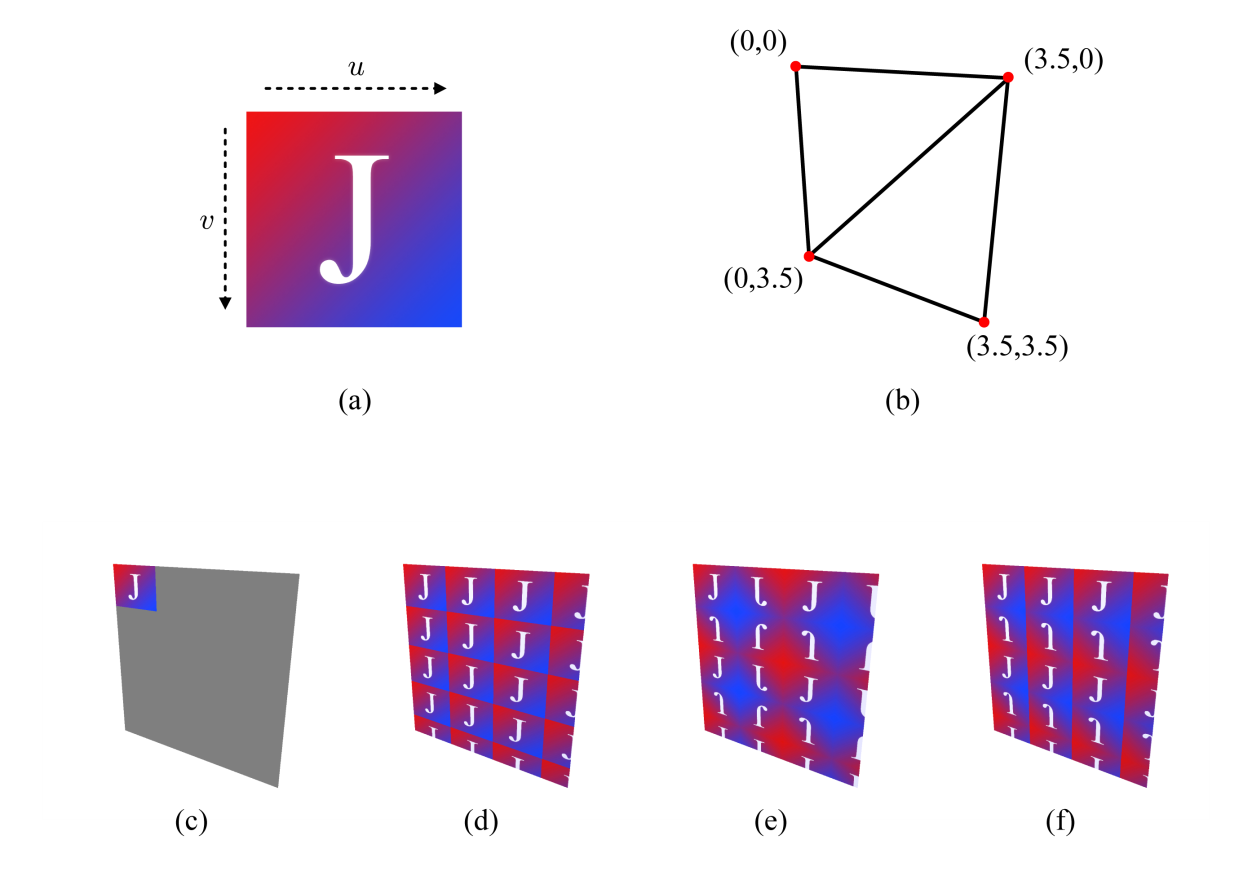 u
v
J
(a)
(0,0)
(3.5,0)
(0,3.5)
(3.5,3.5)
(b)
J
(c)
J J J J
J J J J
J J J J
J J J J
J J J J
(d)
(e)
(f)